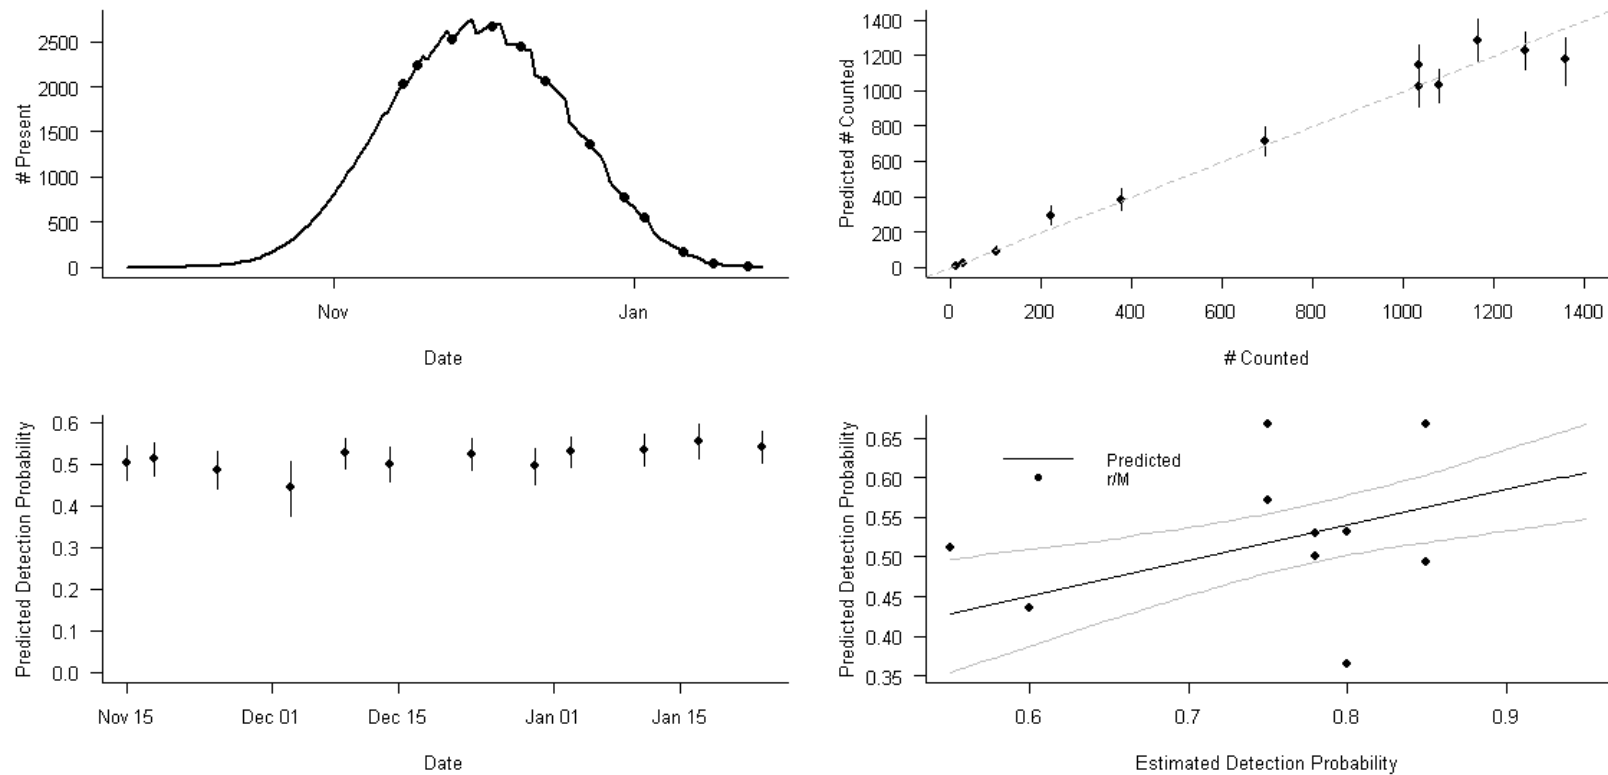 # Present
2500
2000
1500
1000
500
0
Nov
Jan
Date
Predicted # Counted
1400
1200
1000
800
600
400
200
0
0 200 400 600 800 1000 1200 1400
# Counted
Predicted Detection Probability
0.6
0.5
0.4
0.3
0.2
0.1
0.0
Nov 15 Dec 01 Dec 15 Jan 01 Jan 15
Date
Predicted Detection Probability
0.65
0.60
0.55
0.50
0.45
0.40
0.35
Predicted
r/M
0.6 0.7 0.8 0.9
Estimated Detection Probability